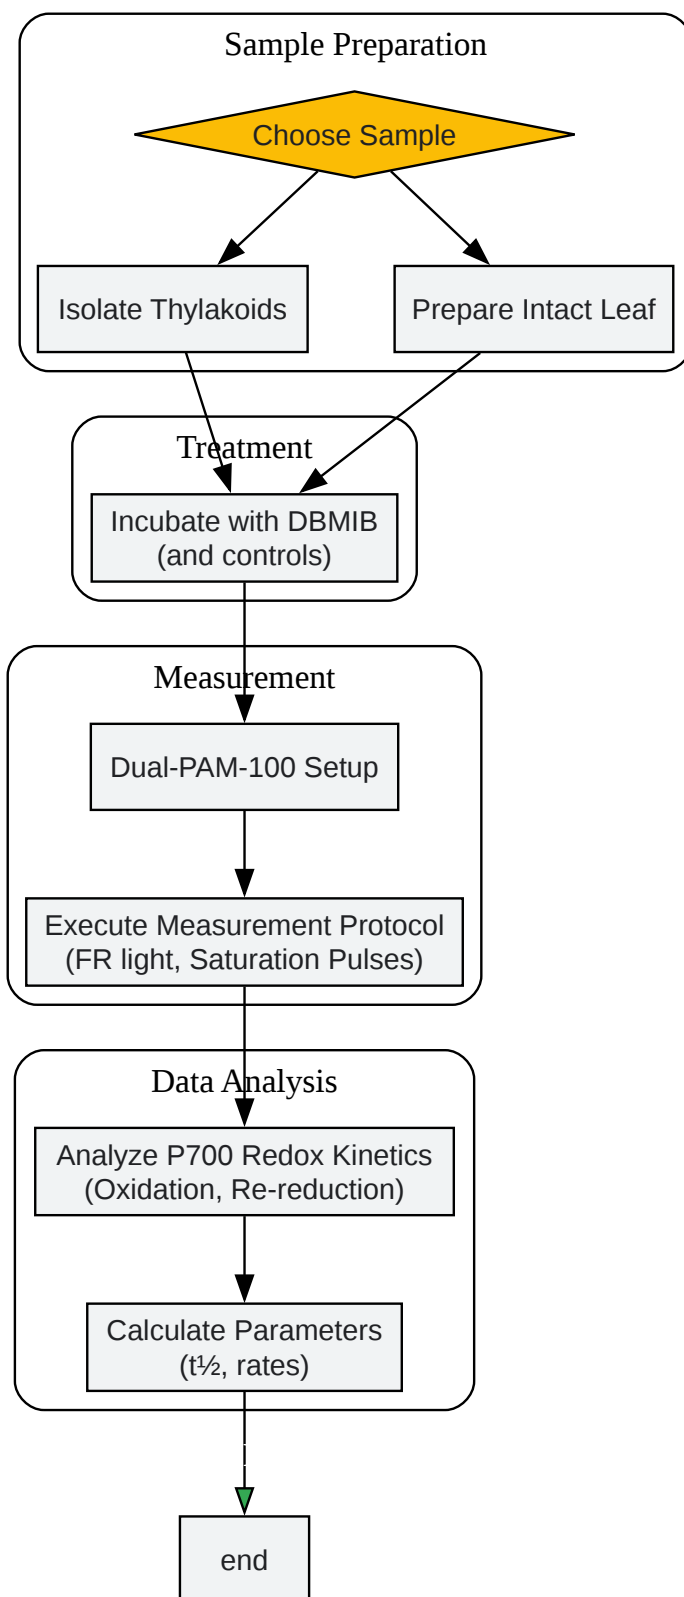 Sample Preparation
Choose Sample
Isolate Thylakoids
Prepare Intact Leaf
Treatment
Incubate with DBMIB
(and controls)
Measurement
Dual-PAM-100 Setup
Execute Measurement Protocol
(FR light, Saturation Pulses)
Data Analysis
Analyze P700 Redox Kinetics
(Oxidation, Re-reduction)
Calculate Parameters
(t½, rates)
end